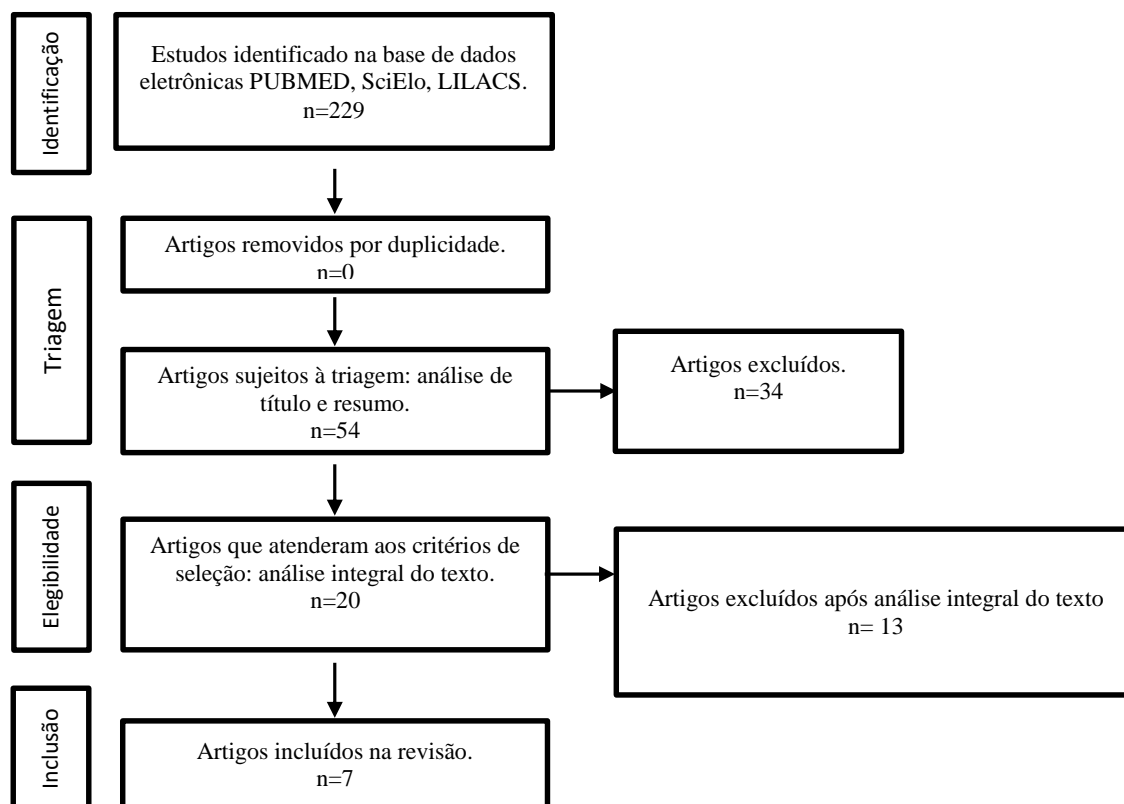 Identificação
Estudos identificado na base de dados
eletrônicas PUBMED, SciElo, LILACS.
n=229
Triagem
Artigos removidos por duplicidade.
n=0
Artigos sujeitos à triagem: análise de
título e resumo.
n=54
Artigos excluídos.
n=34
Elegibilidade
Artigos que atenderam aos critérios de
seleção: análise integral do texto.
n=20
Artigos excluídos após análise integral do texto
n= 13
Inclusão
Artigos incluídos na revisão.
n=7